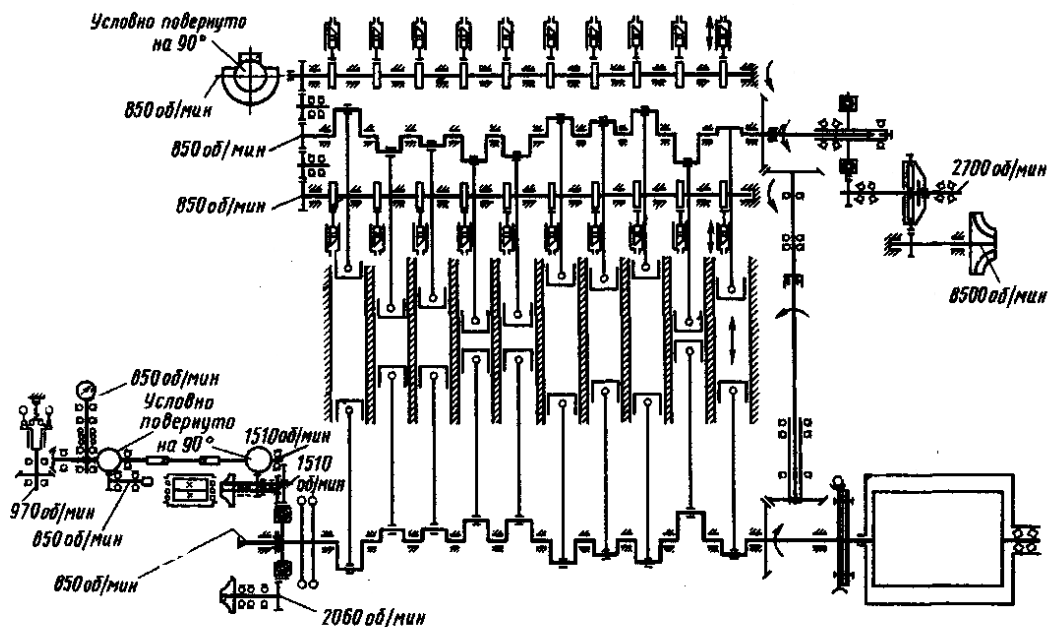 Условно повернуто
на 90°
850 об/мин
850 об/мин
850 об/мин
2700 об/мин
8500 об/мин
850 об/мин
Условно
повернуто
на 90°
1510 об/мин
1510
об/мин
970 об/мин
850 об/мин
850 об/мин
2060 об/мин